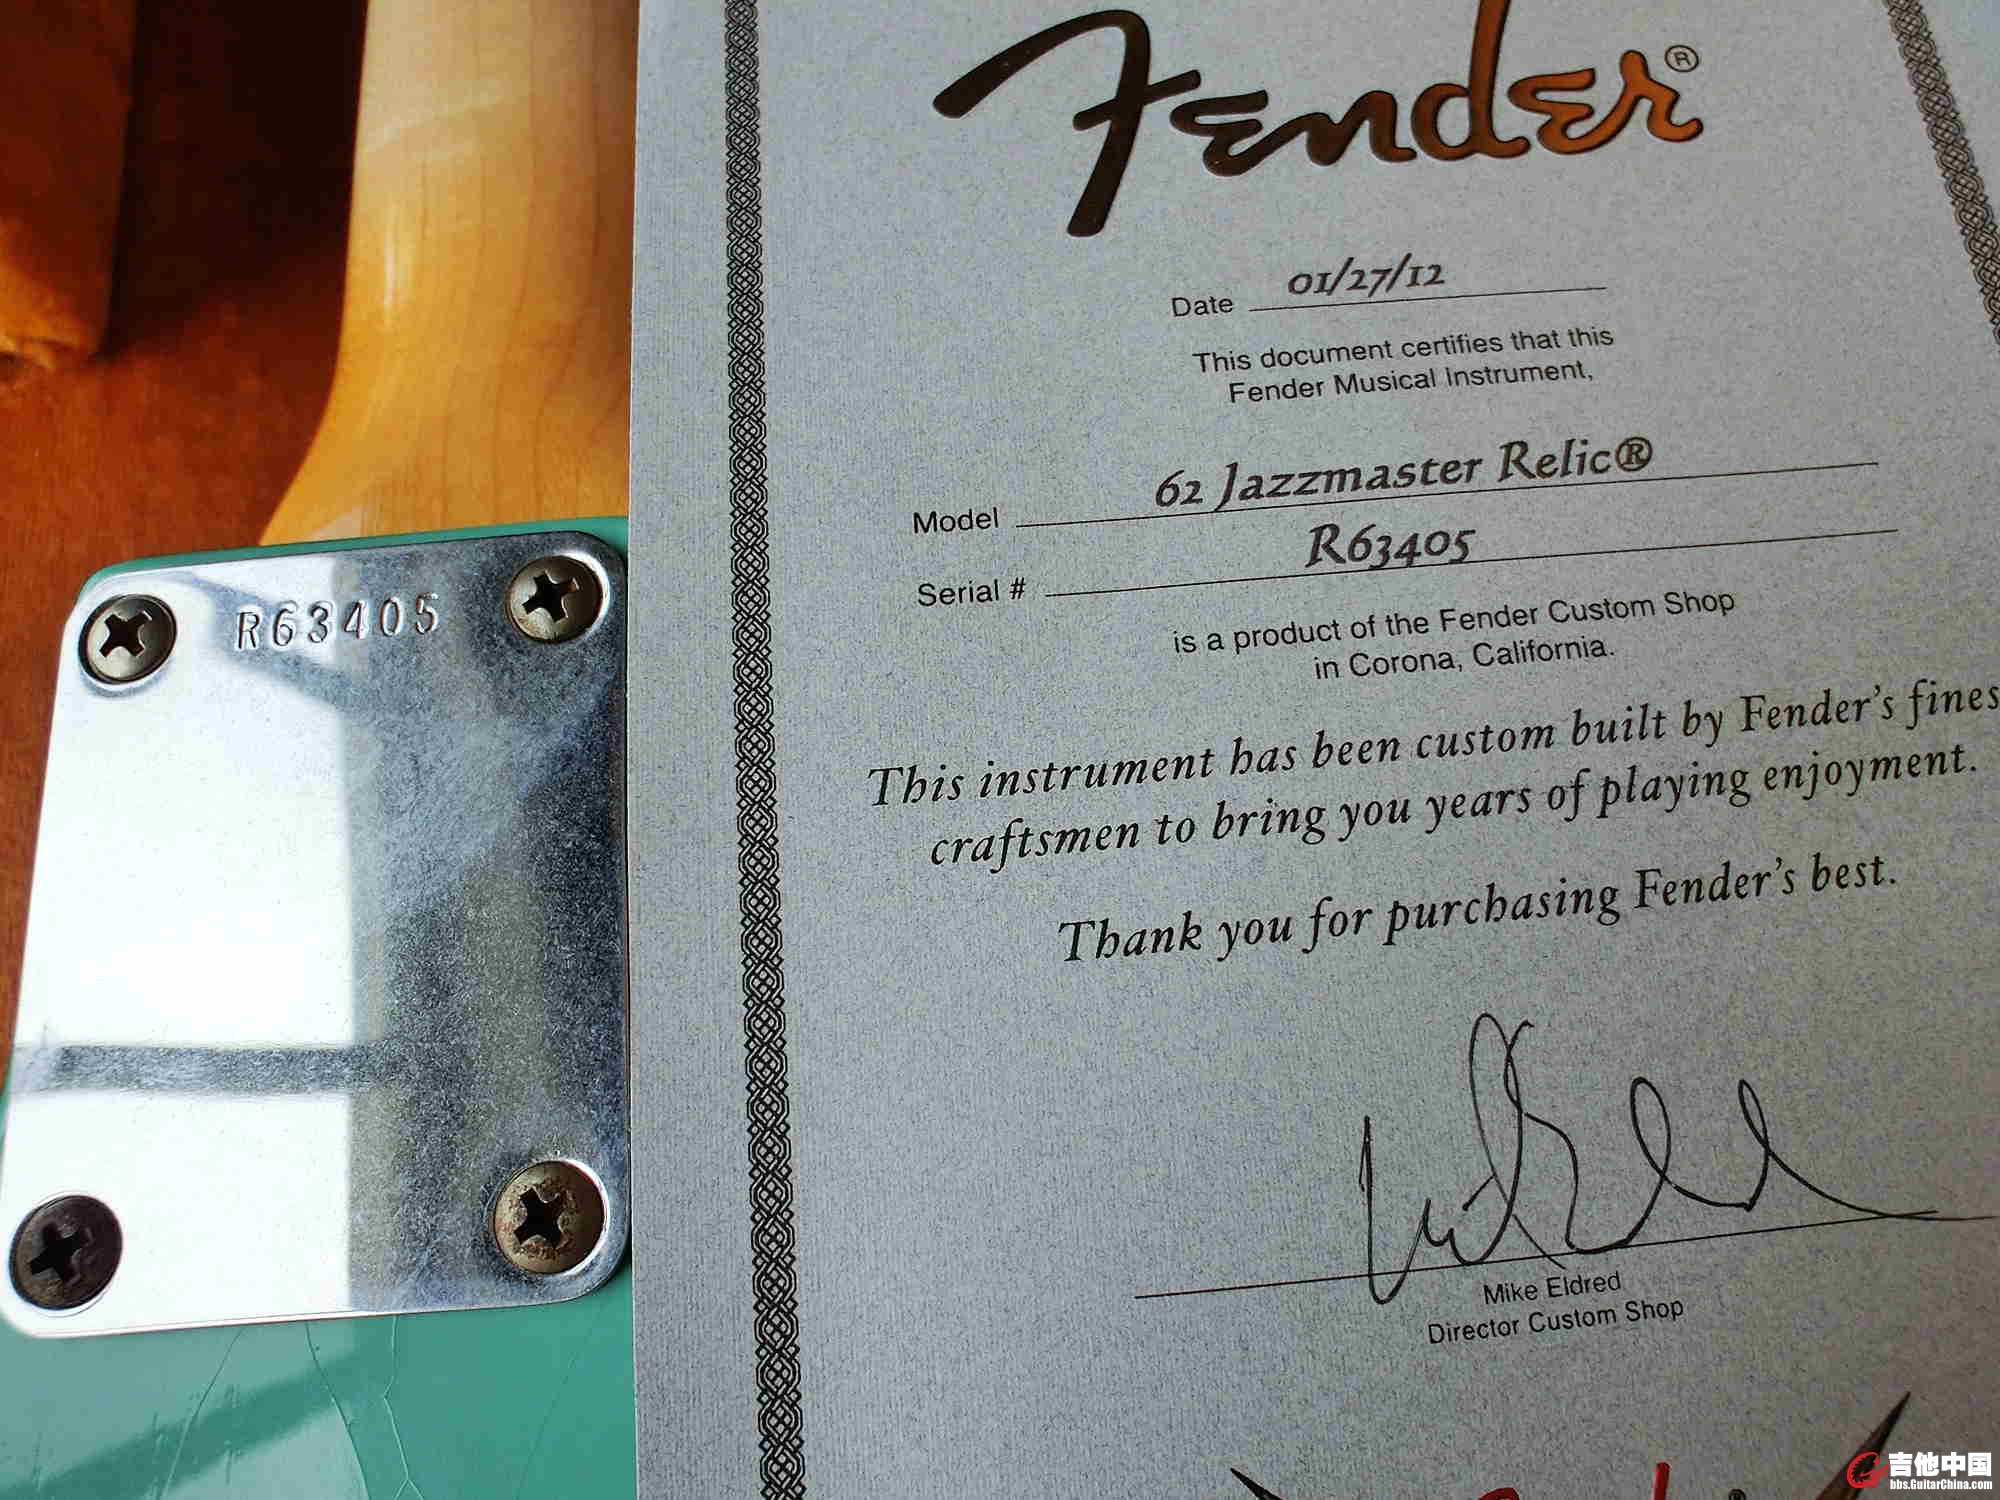 R63405
Fender®
Date 01/27/12
This document certifies that this
Fender Musical Instrument,
Model 62 Jazzmaster Relic®
Serial # R63405
is a product of the Fender Custom Shop
in Corona, California.
This instrument has been custom built by Fender's fines
craftsmen to bring you years of playing enjoyment.
Thank you for purchasing Fender's best.
Mike Eldred
Director Custom Shop
吉他中国
bbs.GuitarChina.com